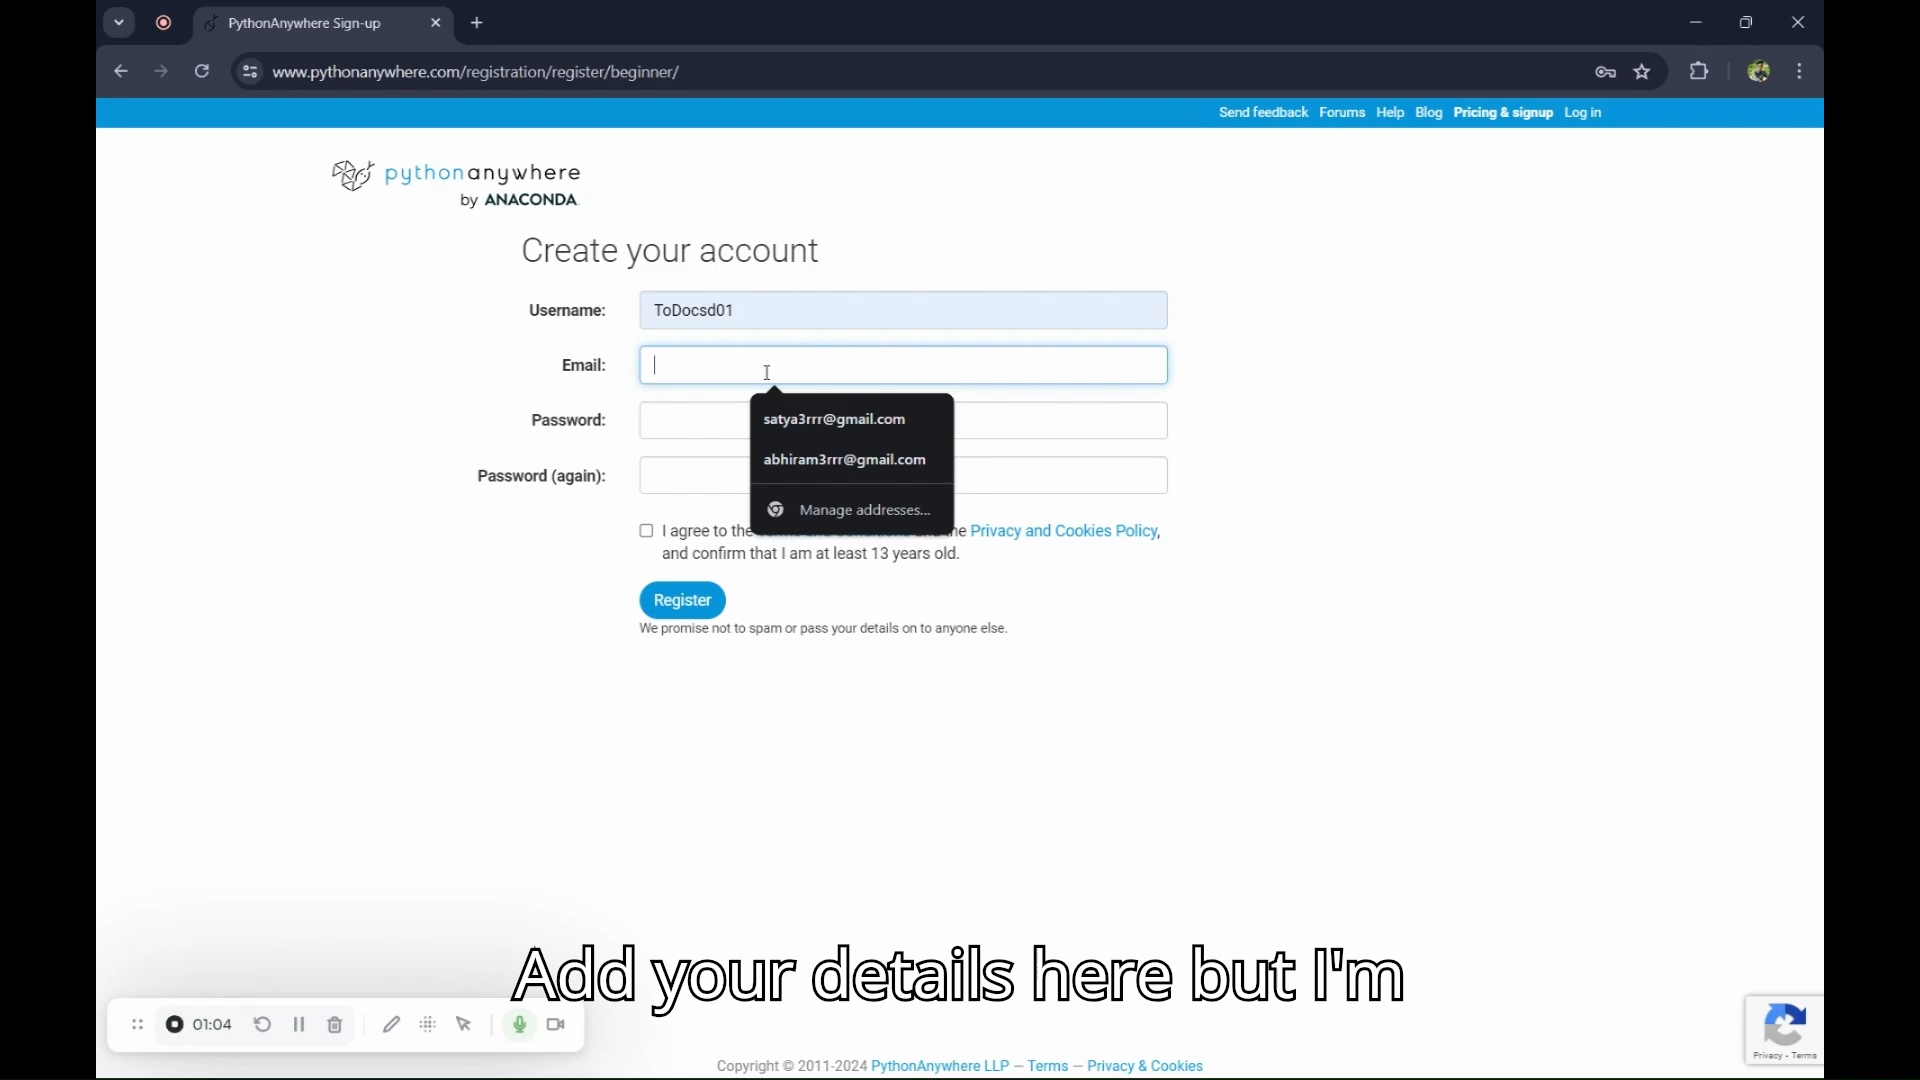 PythonAnywhere Sign-up
www.pythonanywhere.com/registration/register/beginner/
Send feedback Forums Help Blog Pricing & signup Log in
pythonanywhere
by ANACONDA
Create your account
Username: ToDocsd01
Email:
satya3rrr@gmail.com
Password:
abhiram3rrr@gmail.com
Password (again):
Manage addresses...
I agree to the Privacy and Cookies Policy,
and confirm that I am at least 13 years old.
Register
We promise not to spam or pass your details on to anyone else.
Add your details here but I'm
01:04
Privacy - Terms
Copyright © 2011-2024 PythonAnywhere LLP — Terms — Privacy & Cookies